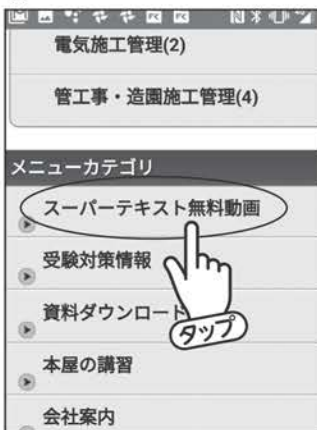 電気施工管理(2)
管工事・造園施工管理(4)
メニューカテゴリ
スーパーテキスト無料動画
受験対策情報
資料ダウンロード
タップ
本屋の講習
会社案内